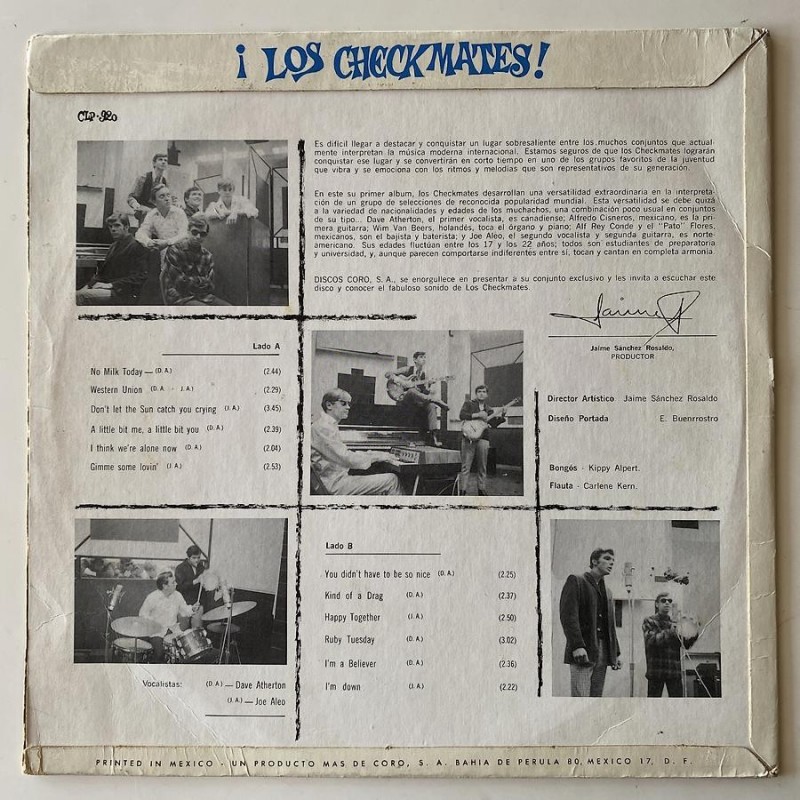 ¡ LOS CHECKMATES!
CLP-920
Es difícil llegar a destacar y conquistar un lugar sobresaliente entre los muchos conjuntos que actual
mente interpretan la música moderna internacional. Estamos seguros de que los Checkmates lograrán
conquistar ese lugar y se convertirán en corto tiempo en uno de los grupos favoritos de la juventud
que vibra y se emociona con los ritmos y melodías que son representativos de su generación.
En este su primer album, los Checkmates desarrollan una versatilidad extraordinaria en la interpreta-
ción de un grupo de selecciones de reconocida popularidad mundial. Esta versatilidad se debe quizá
a la variedad de nacionalidades y edades de los muchachos, una combinación poco usual en conjuntos
de su tipo... Dave Atherton, el primer vocalista, es canadiense; Alfredo Cisneros, mexicano, es la pri-
mera guitarra; Wim Van Beers, holandés, toca el órgano y piano; Alf Rey Conde y el "Pato" Flores,
mexicanos, son el bajista y baterista; y Joe Aleo, el segundo vocalista y segunda guitarra, es norte-
americano. Sus edades fluctúan entre los 17 y los 22 años; todos son estudiantes de preparatoria
y universidad, y, aunque parecen comportarse indiferentes entre sí, tocan y cantan en completa armonía.
DISCOS CORO, S. A., se enorgullece en presentar a su conjunto exclusivo y les invita a escuchar este
disco y conocer el fabuloso sonido de Los Checkmates.
Jaime Sánchez Rosaldo,
PRODUCTOR
Lado A
No Milk Today — (D. A.) (2.44)
Western Union (D. A. - J. A.) (2.29)
Don't let the Sun catch you crying (J. A.) (3.45)
A little bit me, a little bit you (D. A.) (2.39)
I think we're alone now (D. A.) (2.04)
Gimme some lovin' (J. A.) (2.53)
Director Artístico Jaime Sánchez Rosaldo
Diseño Portada E. Buenrrostro
Bongós - Kippy Alpert.
Flauta - Carlene Kern.
Lado B
You didn't have to be so nice (D. A.) (2.25)
Kind of a Drag (D. A.) (2.37)
Happy Together (J. A.) (2.50)
Ruby Tuesday (D. A.) (3.02)
I'm a Believer (D. A.) (2.36)
I'm down (J. A.) (2.22)
Vocalistas: (D. A.) — Dave Atherton
(J. A.) — Joe Aleo
PRINTED IN MEXICO - UN PRODUCTO MAS DE CORO, S. A. BAHIA DE PERULA 80, MEXICO 17, D. F.